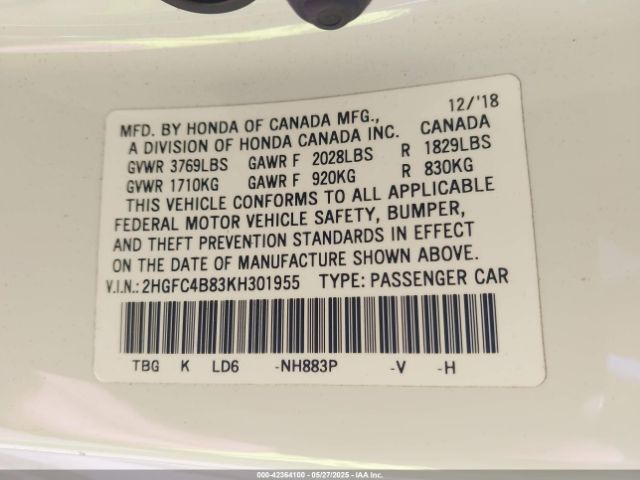 12/'18
MFD. BY HONDA OF CANADA MFG.,
A DIVISION OF HONDA CANADA INC. CANADA
GVWR 3769LBS GAWR F 2028LBS R 1829LBS
GVWR 1710KG GAWR F 920KG R 830KG
THIS VEHICLE CONFORMS TO ALL APPLICABLE
FEDERAL MOTOR VEHICLE SAFETY, BUMPER,
AND THEFT PREVENTION STANDARDS IN EFFECT
ON THE DATE OF MANUFACTURE SHOWN ABOVE.
V.I.N.: 2HGFC4B83KH301955 TYPE: PASSENGER CAR
TBG K LD6 -NH883P -V -H
000-42364100 - 05/27/2025 - IAA Inc.